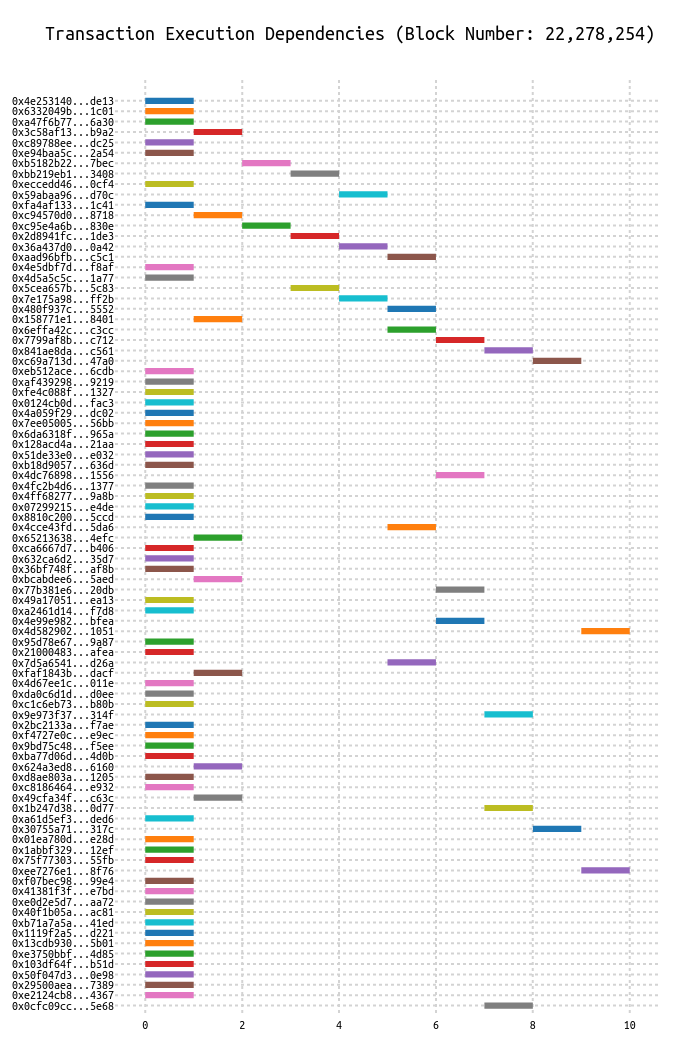 Transaction Execution Dependencies (Block Number: 22,278,254)
0x4e253140...de13
0x6332049b...1c01
0xa47f6b77...6a30
0x3c58af13...b9a2
0xc89788ee...dc25
0xe94baa5c...2a54
0xb5182b22...7bec
0xbb219eb1...3408
0xeccedd46...0cf4
0x59abaa96...d70c
0xfa4af133...1c41
0xc94570d0...8718
0xc95e4a6b...830e
0x2d8941fc...1de3
0x36a437d0...0a42
0xaad96bfb...c5c1
0x4e5dbf7d...f8af
0x4d5a5c5c...1a77
0x5cea657b...5c83
0x7e175a98...ff2b
0x480f937c...5552
0x158771e1...8401
0x6effa42c...c3cc
0x7799af8b...c712
0x841ae8da...c561
0xc69a713d...47a0
0xeb512ace...6cdb
0xaf439298...9219
0xfe4c088f...1327
0x0124cb0d...fac3
0x4a059f29...dc02
0x7ee05005...56bb
0x6da6318f...965a
0x128acd4a...21aa
0x51de33e0...e032
0xb18d9057...636d
0x4dc76898...1556
0x4fc2b4d6...1377
0x4ff68277...9a8b
0x07299215...e4de
0x8810c200...5ccd
0x4cce43fd...5da6
0x65213638...4efc
0xca6667d7...b406
0x632ca6d2...35d7
0x36bf748f...af8b
0xbcabdee6...5aed
0x77b381e6...20db
0x49a17051...ea13
0xa2461d14...f7d8
0x4e99e982...bfea
0x4d582902...1051
0x95d78e67...9a87
0x21000483...afea
0x7d5a6541...d26a
0xfaf1843b...dacf
0x4d67ee1c...011e
0xda0c6d1d...d0ee
0xc1c6eb73...b80b
0x9e973f37...314f
0x2bc2133a...f7ae
0xf4727e0c...e9ec
0x9bd75c48...f5ee
0xba77d06d...4d0b
0x624a3ed8...6160
0xd8ae803a...1205
0xc8186464...e932
0x49cfa34f...c63c
0x1b247d38...0d77
0xa61d5ef3...ded6
0x30755a71...317c
0x01ea780d...e28d
0x1abbf329...12ef
0x75f77303...55fb
0xee7276e1...8f76
0xf07bec98...99e4
0x41381f3f...e7bd
0xe0d2e5d7...aa72
0x40f1b05a...ac81
0xb71a7a5a...41ed
0x1119f2a5...d221
0x13cdb930...5b01
0xe3750bbf...4d85
0x103df64f...b51d
0x50f047d3...0e98
0x29500aea...7389
0xe2124cb8...4367
0x0cfc09cc...5e68
0 2 4 6 8 10